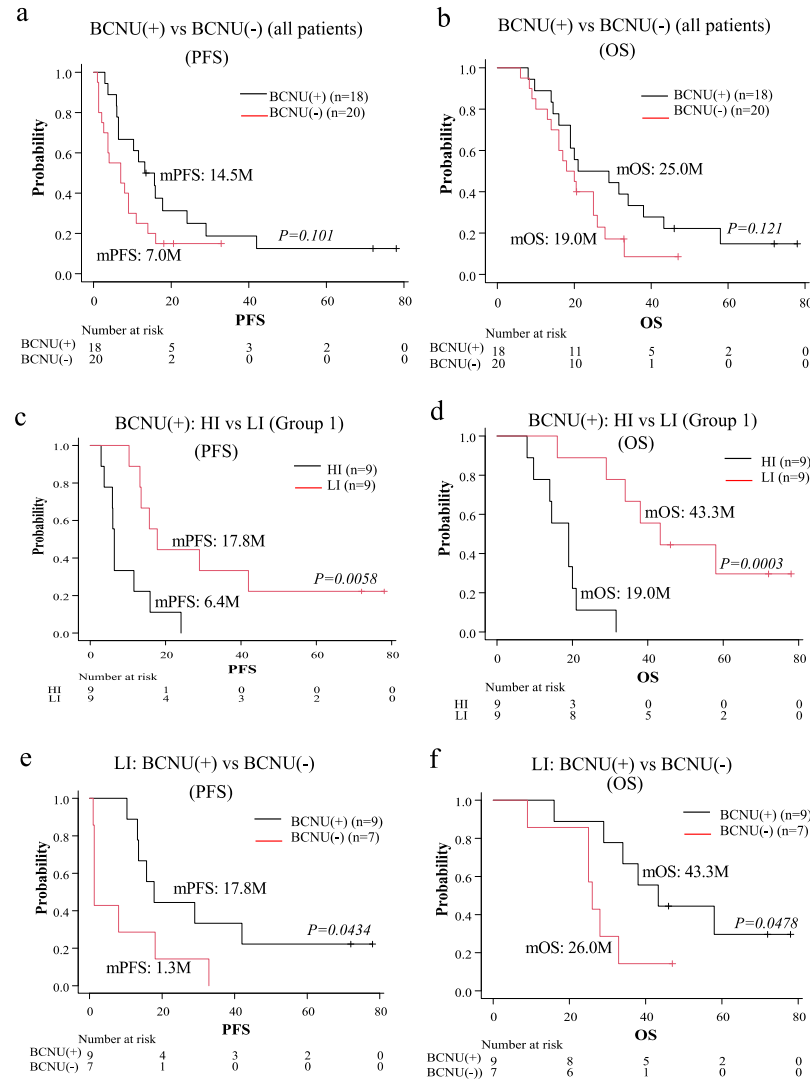 a
BCNU(+) vs BCNU(-) (all patients)
(PFS)
1.0
0.8
0.6
0.4
0.2
0.0
Probability
BCNU(+) (n=18)
BCNU(-) (n=20)
mPFS: 14.5M
P=0.101
mPFS: 7.0M
0 20 40 60 80
PFS
Number at risk
BCNU(+) 18 5 3 2 0
BCNU(-) 20 2 0 0 0
b
BCNU(+) vs BCNU(-) (all patients)
(OS)
1.0
0.8
0.6
0.4
0.2
0.0
Probability
BCNU(+) (n=18)
BCNU(-) (n=20)
mOS: 25.0M
P=0.121
mOS: 19.0M
0 20 40 60 80
OS
Number at risk
BCNU(+) 18 11 5 2 0
BCNU(-) 20 10 1 0 0
c
BCNU(+): HI vs LI (Group 1)
(PFS)
1.0
0.8
0.6
0.4
0.2
0.0
Probability
HI (n=9)
LI (n=9)
mPFS: 17.8M
P=0.0058
mPFS: 6.4M
0 20 40 60 80
PFS
Number at risk
HI 9 1 0 0 0
LI 9 4 3 2 0
d
BCNU(+): HI vs LI (Group 1)
(OS)
1.0
0.8
0.6
0.4
0.2
0.0
Probability
HI (n=9)
LI (n=9)
mOS: 43.3M
P=0.0003
mOS: 19.0M
0 20 40 60 80
OS
Number at risk
HI 9 3 0 0 0
LI 9 8 5 2 0
e
LI: BCNU(+) vs BCNU(-)
(PFS)
1.0
0.8
0.6
0.4
0.2
0.0
Probability
BCNU(+) (n=9)
BCNU(-) (n=7)
mPFS: 17.8M
P=0.0434
mPFS: 1.3M
0 20 40 60 80
PFS
Number at risk
BCNU(+) 9 4 3 2 0
BCNU(-) 7 1 0 0 0
f
LI: BCNU(+) vs BCNU(-)
(OS)
1.0
0.8
0.6
0.4
0.2
0.0
Probability
BCNU(+) (n=9)
BCNU(-) (n=7)
mOS: 43.3M
P=0.0478
mOS: 26.0M
0 20 40 60 80
OS
Number at risk
BCNU(+) 9 8 5 2 0
BCNU(-)) 7 6 1 0 0